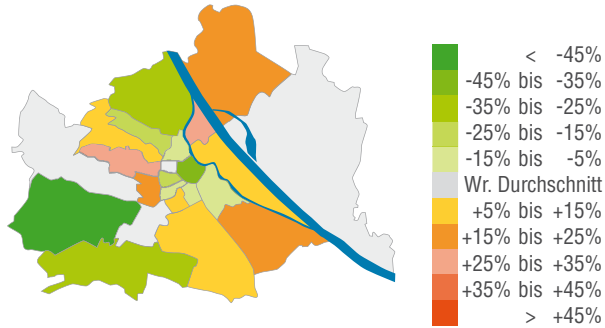 < -45%
-45% bis -35%
-35% bis -25%
-25% bis -15%
-15% bis -5%
Wr. Durchschnitt
+5% bis +15%
+15% bis +25%
+25% bis +35%
+35% bis +45%
> +45%